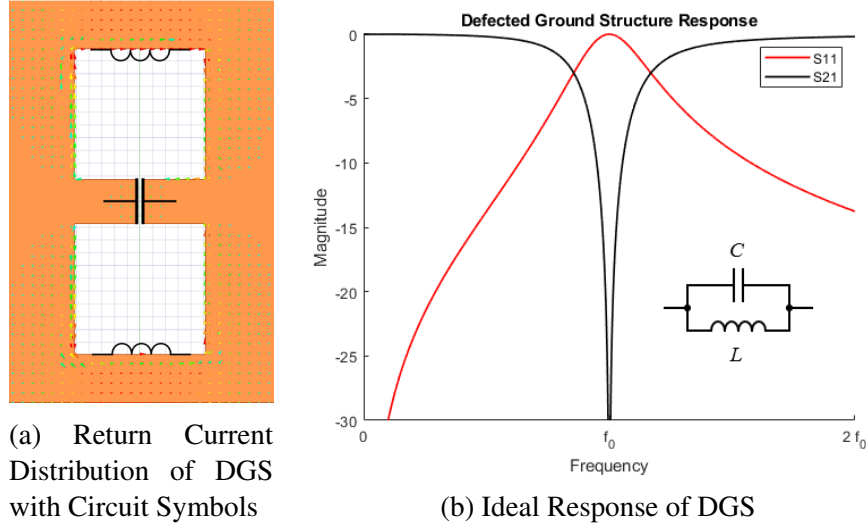 Defected Ground Structure Response
0
-5
-10
-15
-20
-25
-30
Magnitude
S11
S21
C
L
0
f₀
2 f₀
Frequency
(a) Return Current
Distribution of DGS
with Circuit Symbols
(b) Ideal Response of DGS